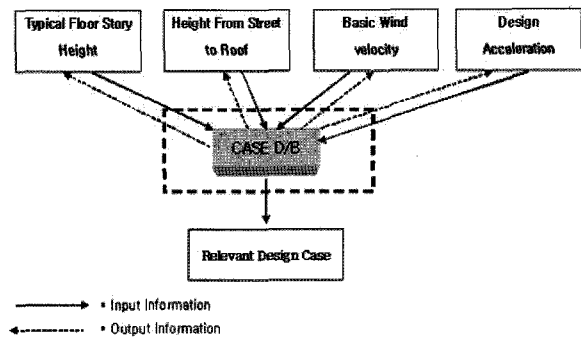 Typical Floor Story
Height
Height From Street
to Roof
Basic Wind
velocity
Design
Acceleration
CASE D/B
Relevant Design Case
• Input Information
• Output Information